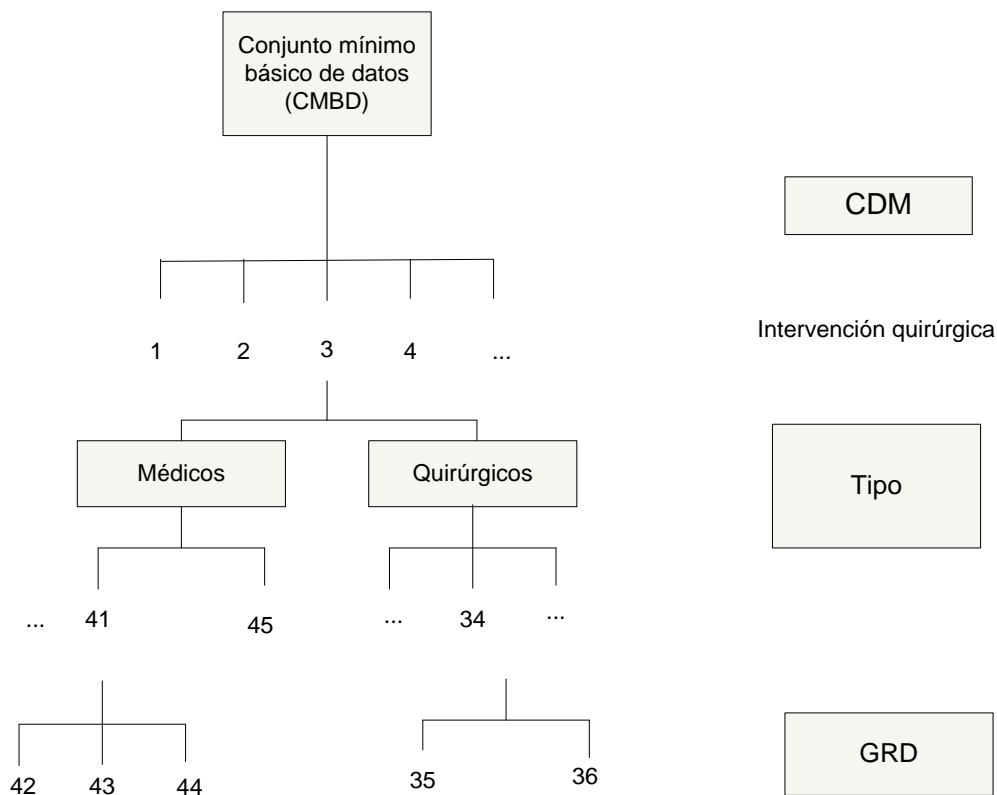 Conjunto mínimo
básico de datos
(CMBD)
CDM
Intervención quirúrgica
1 2 3 4 ...
Médicos Quirúrgicos
Tipo
... 41 45 ... 34 ...
42 43 44 35 36
GRD